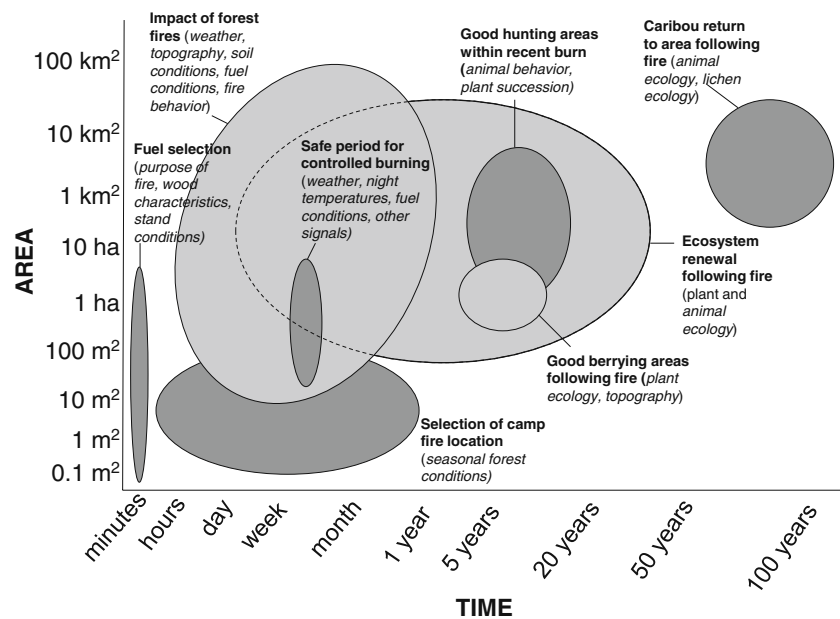 Impact of forest
fires (weather,
topography, soil
conditions, fuel
conditions, fire
behavior)
Good hunting areas
within recent burn
(animal behavior,
plant succession)
Caribou return
to area following
fire (animal
ecology, lichen
ecology)
Fuel selection
(purpose of
fire, wood
characteristics,
stand
conditions)
Safe period for
controlled burning
(weather, night
temperatures, fuel
conditions, other
signals)
Ecosystem
renewal
following fire
(plant and
animal
ecology)
Good berrying areas
following fire (plant
ecology, topography)
Selection of camp
fire location
(seasonal forest
conditions)
AREA
100 km²
10 km²
1 km²
10 ha
1 ha
100 m²
10 m²
1 m²
0.1 m²
minutes
hours
day
week
month
1 year
5 years
20 years
50 years
100 years
TIME